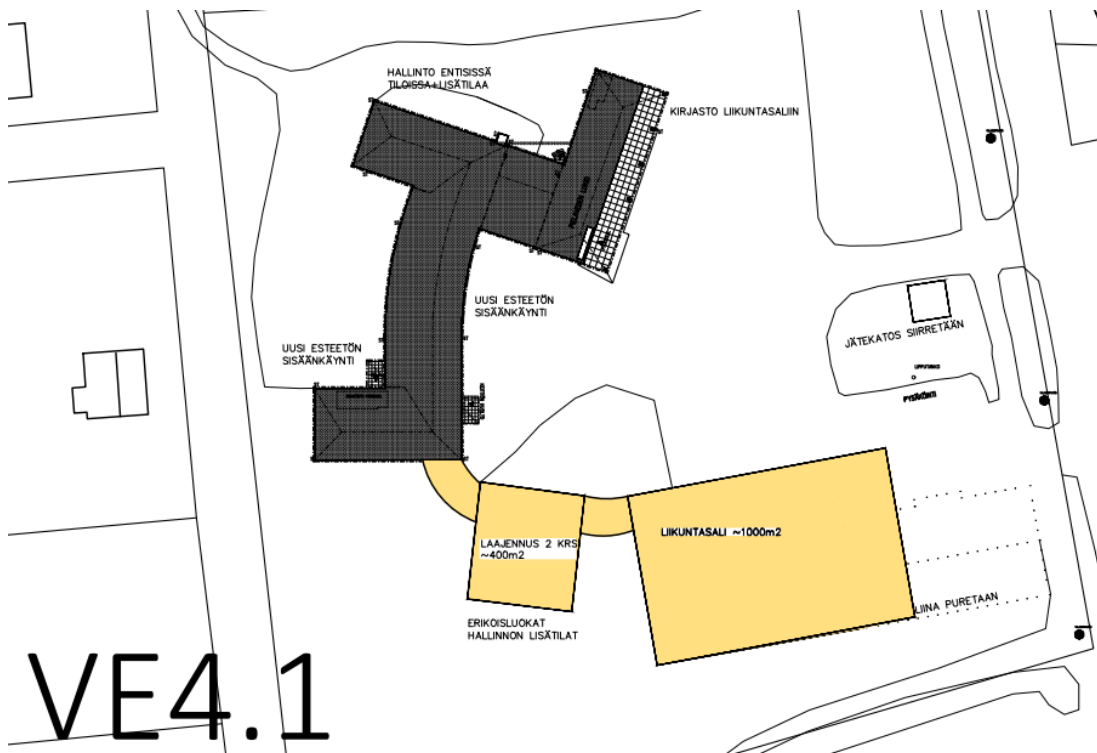 HALLINTO ENTISISSÄ
TILOISSA+LISÄTILAA
KIRJASTO LIIKUNTASALIIN
UUSI ESTEETÖN
SISÄÄNKÄYNTI
JÄTEKATOS SIIRRETÄÄN
UUSI ESTEETÖN
SISÄÄNKÄYNTI
PYSÄKÖINTI
LIIKUNTASALI ~1000m2
LAAJENNUS 2 KRS
~400m2
LIINA PURETAAN
ERIKOISLUOKAT
HALLINNON LISÄTILAT
VE4.1